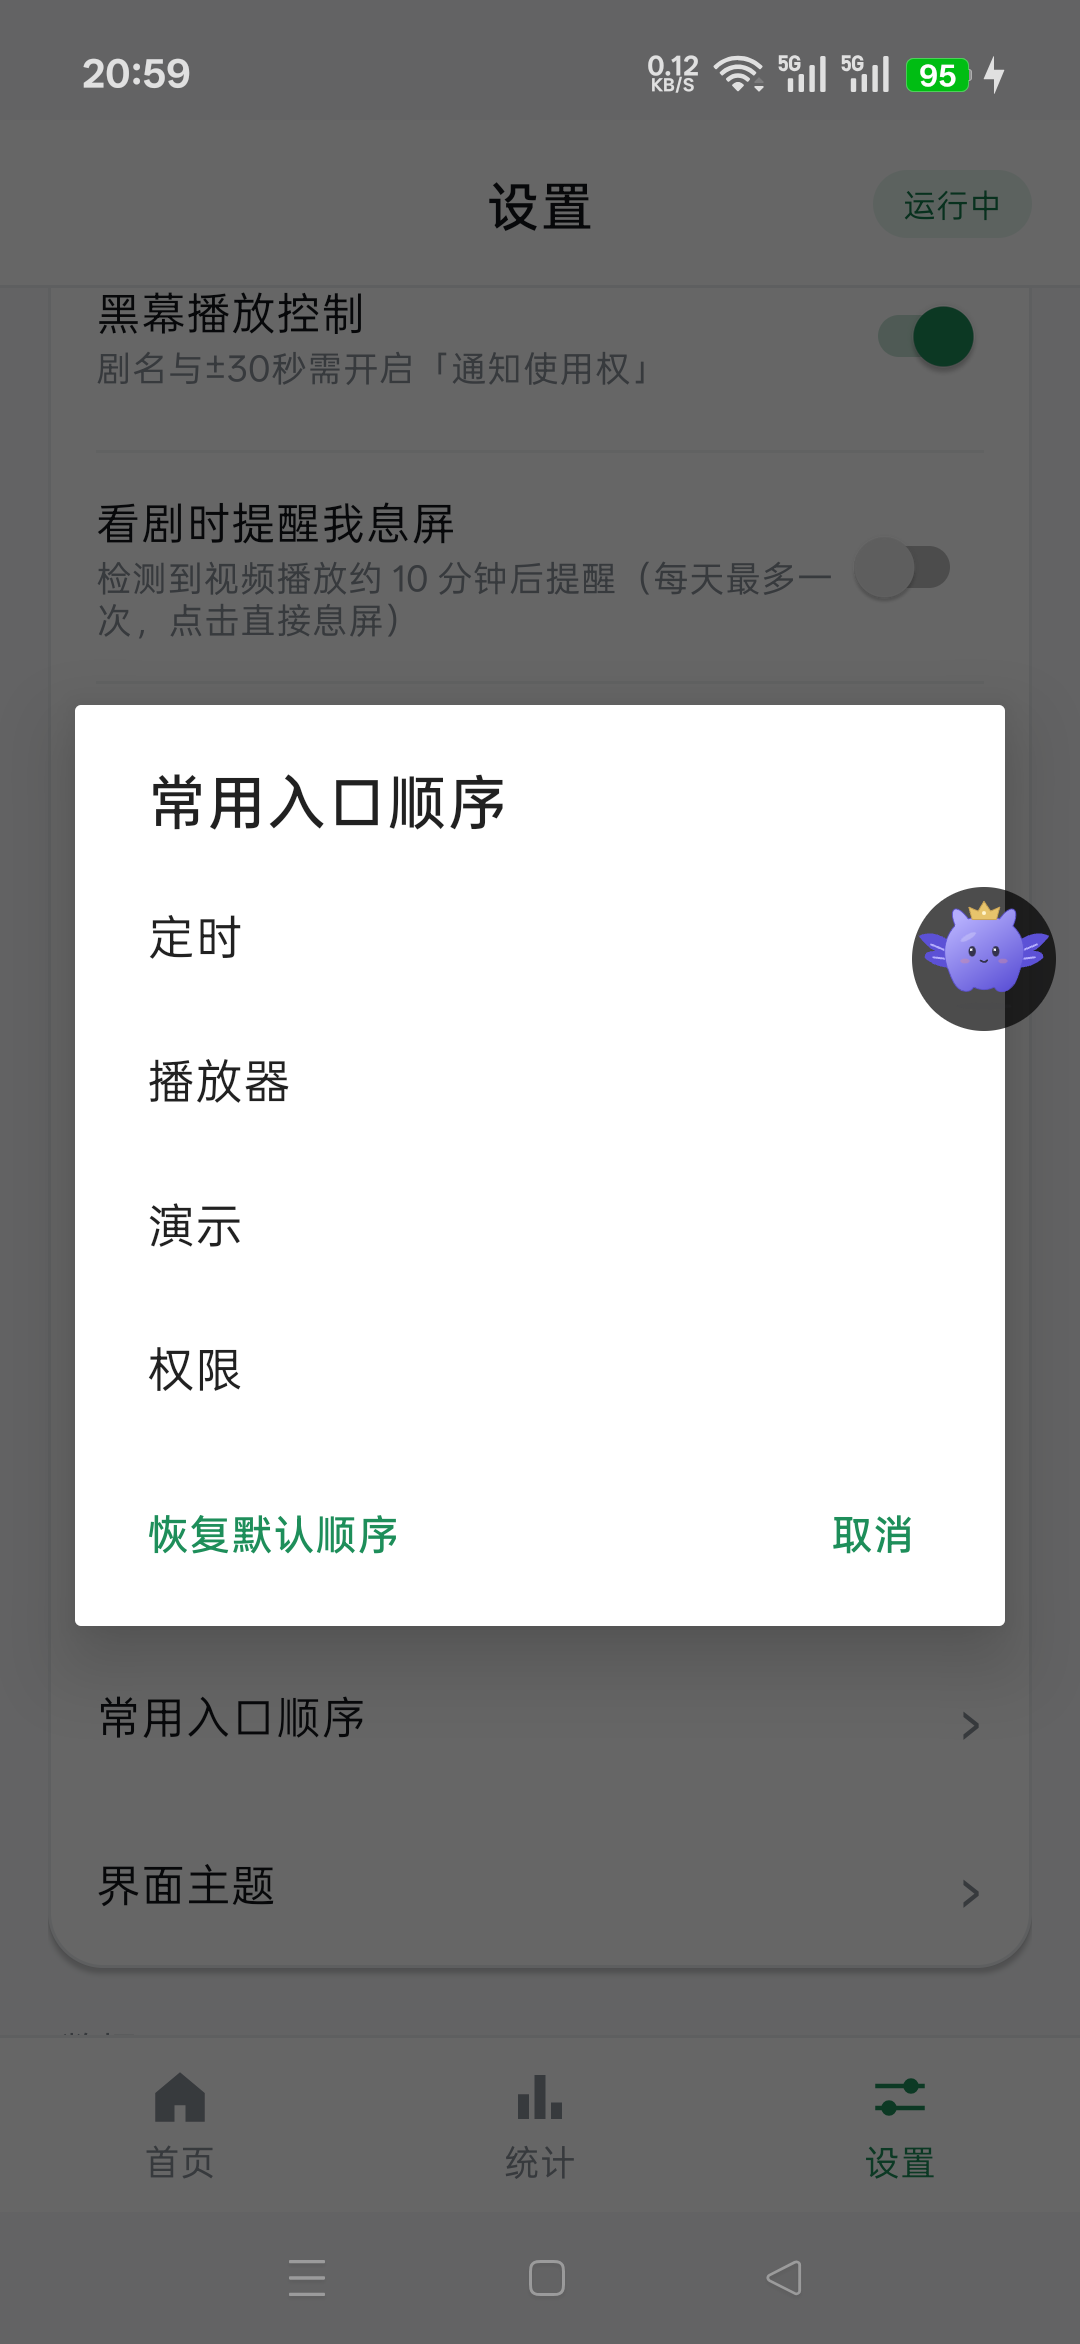 20:59
0.12
KB/S
5G
5G
95
设置
运行中
黑幕播放控制
剧名与±30秒需开启「通知使用权」
看剧时提醒我息屏
检测到视频播放约 10 分钟后提醒（每天最多一
次，点击直接息屏）
常用入口顺序
定时
播放器
演示
权限
恢复默认顺序
取消
常用入口顺序
界面主题
首页
统计
设置